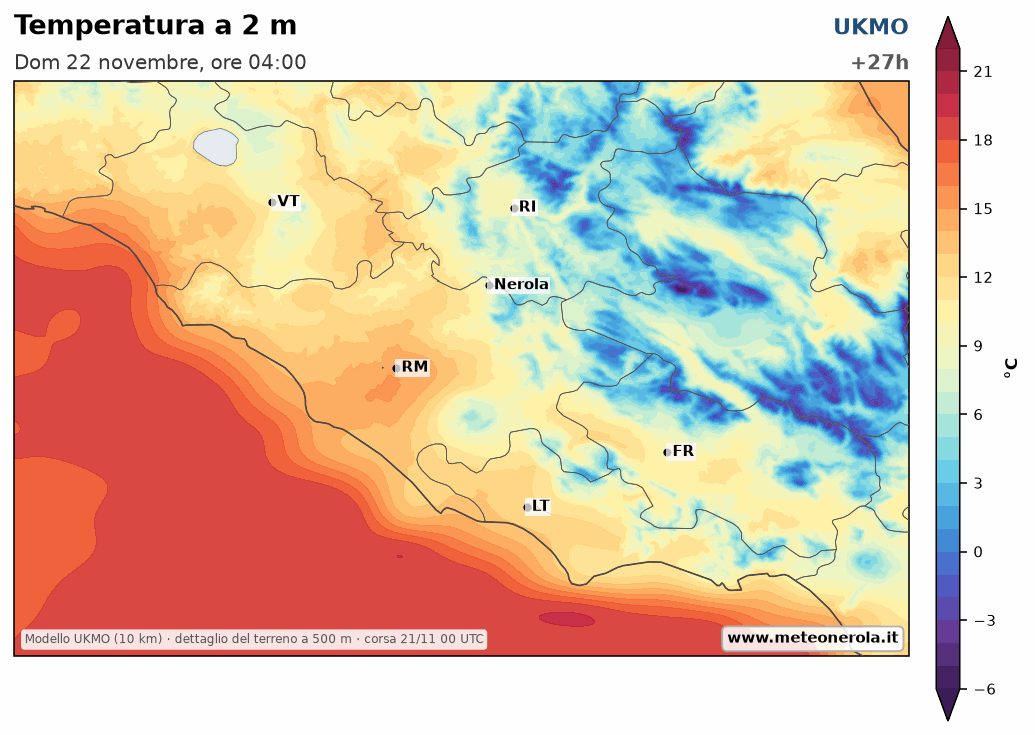 Temperatura a 2 m
UKMO
Dom 22 novembre, ore 04:00
+27h
VT
RI
Nerola
RM
FR
LT
21
18
15
12
9
6
3
0
−3
−6
°C
Modello UKMO (10 km) · dettaglio del terreno a 500 m · corsa 21/11 00 UTC
www.meteonerola.it